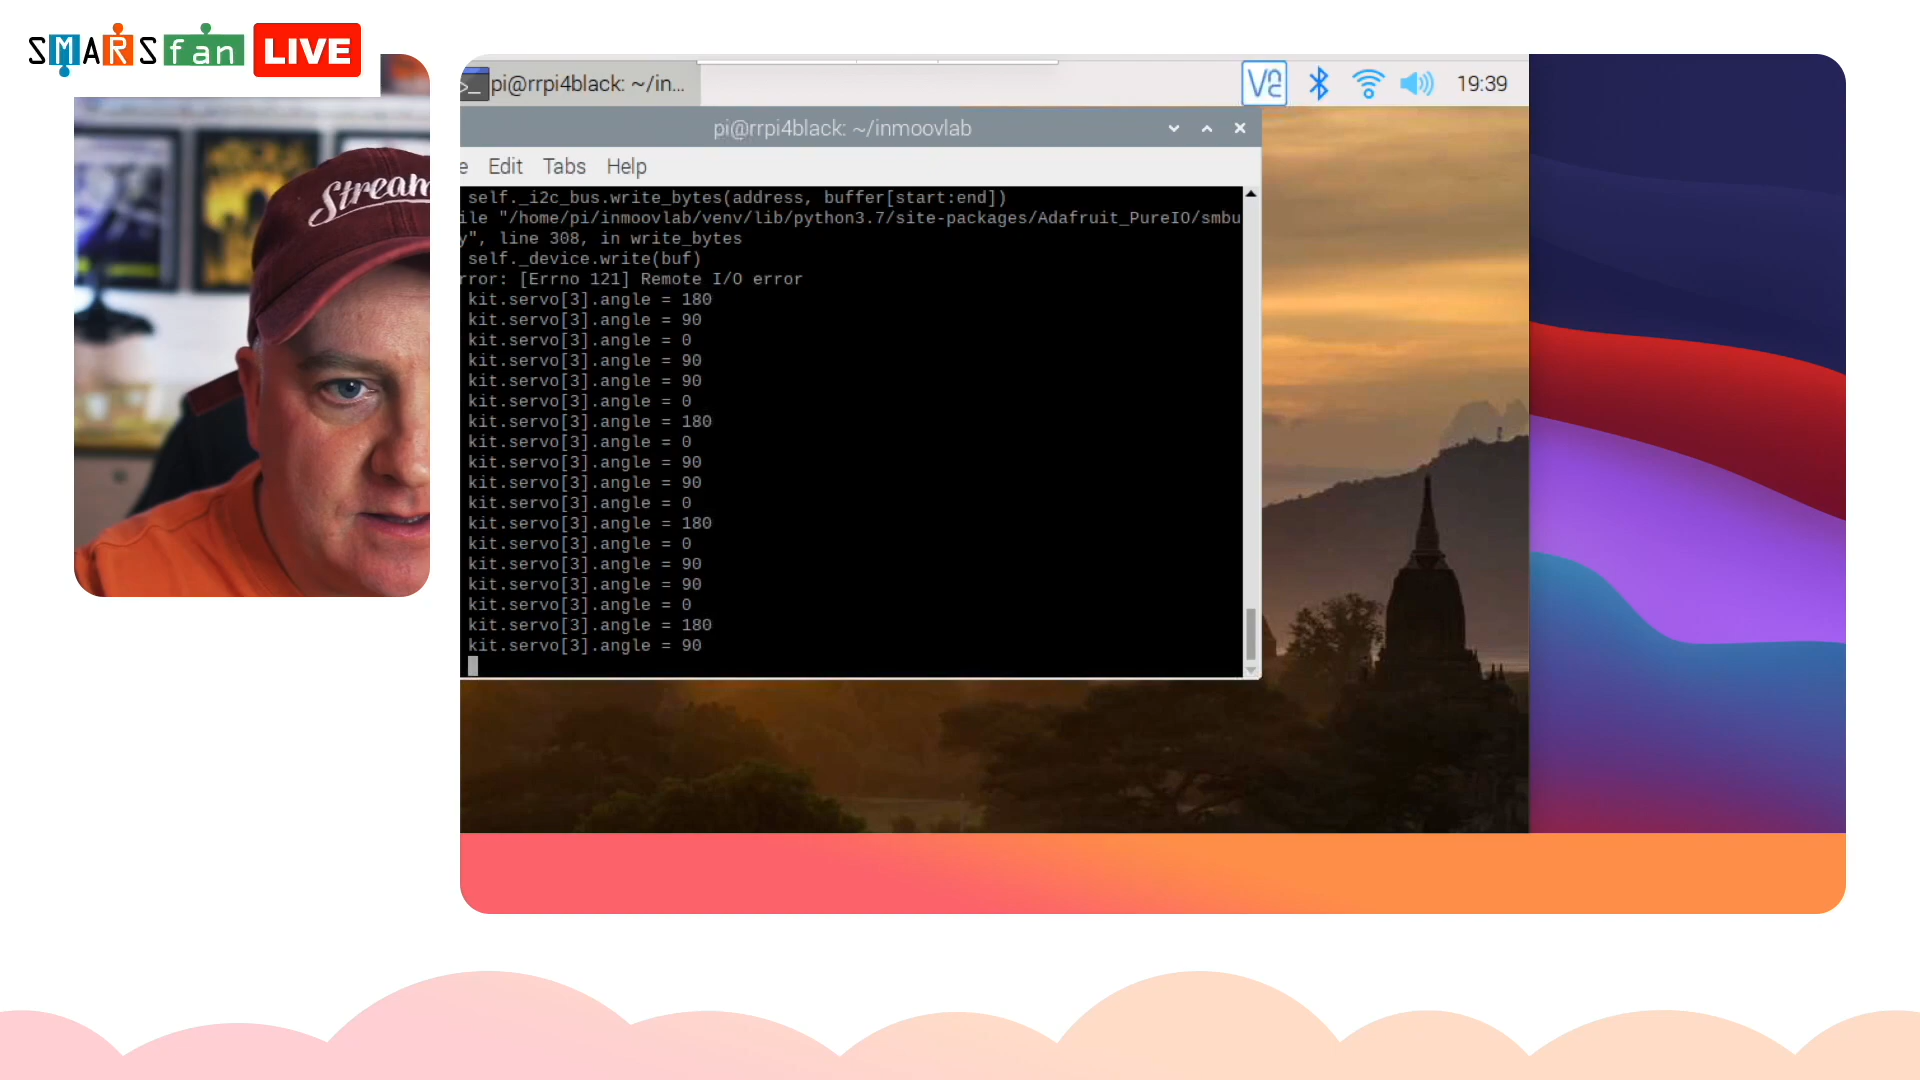 SMARSfan LIVE
Stream
pi@rrpi4black: ~/in...
19:39
pi@rrpi4black: ~/inmoovlab
e Edit Tabs Help
self._i2c_bus.write_bytes(address, buffer[start:end])
ile "/home/pi/inmoovlab/venv/lib/python3.7/site-packages/Adafruit_PureIO/smbu
y", line 308, in write_bytes
self._device.write(buf)
rror: [Errno 121] Remote I/O error
kit.servo[3].angle = 180
kit.servo[3].angle = 90
kit.servo[3].angle = 0
kit.servo[3].angle = 90
kit.servo[3].angle = 90
kit.servo[3].angle = 0
kit.servo[3].angle = 180
kit.servo[3].angle = 0
kit.servo[3].angle = 90
kit.servo[3].angle = 90
kit.servo[3].angle = 0
kit.servo[3].angle = 180
kit.servo[3].angle = 0
kit.servo[3].angle = 90
kit.servo[3].angle = 90
kit.servo[3].angle = 0
kit.servo[3].angle = 180
kit.servo[3].angle = 90